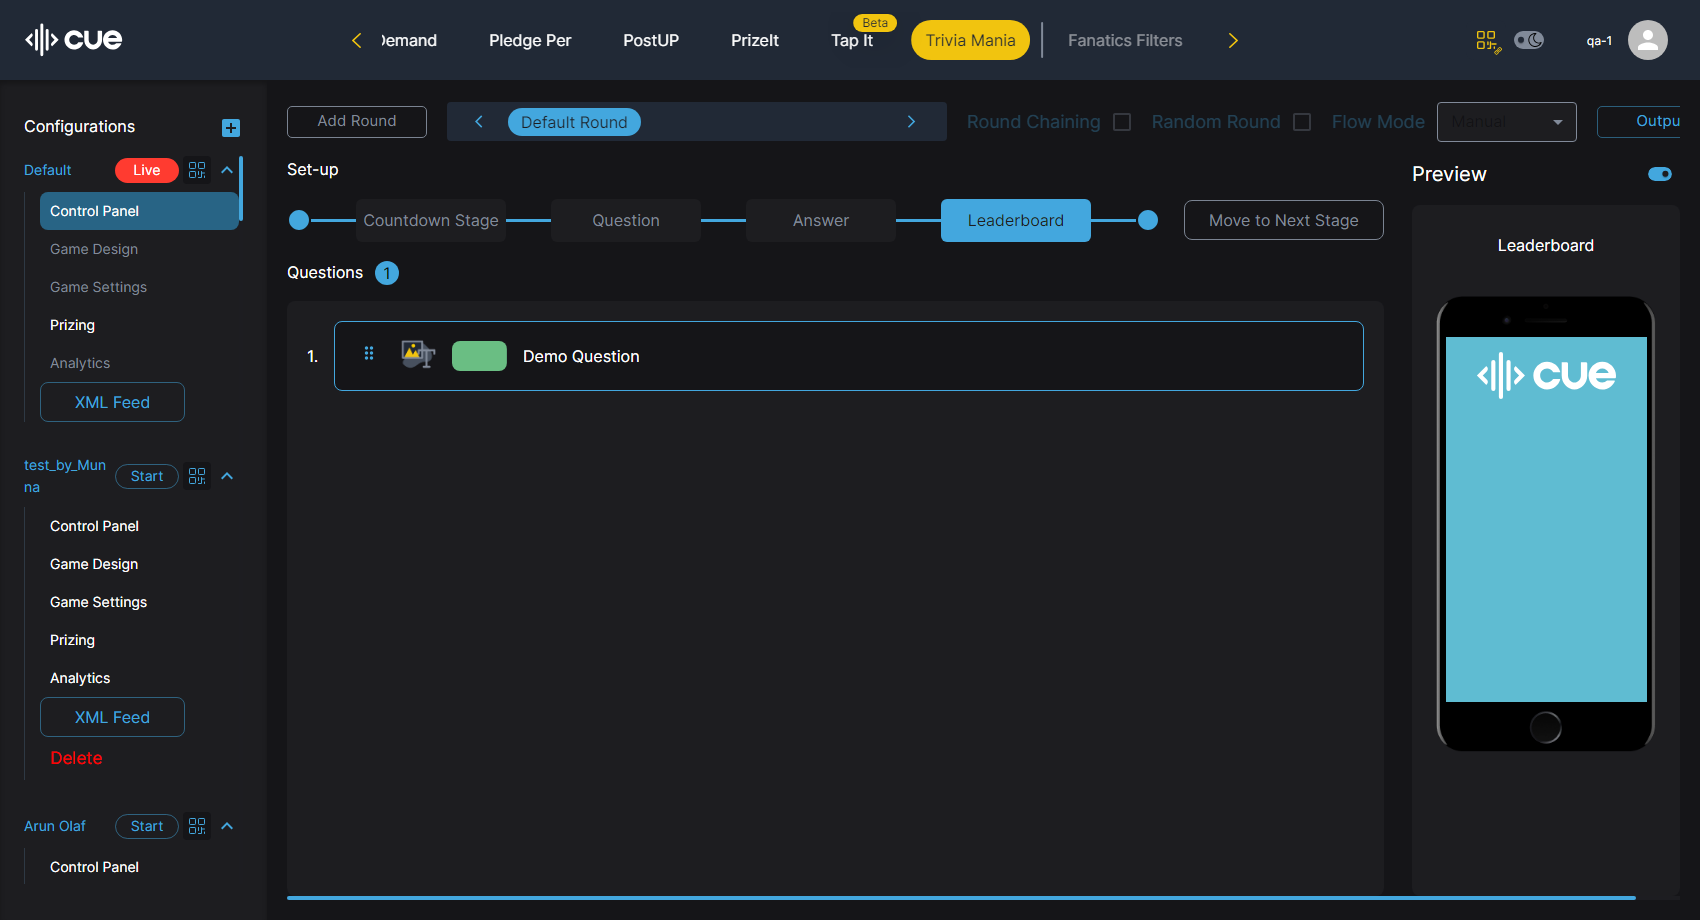 cue
Demand
Pledge Per
PostUP
PrizeIt
Beta
Tap It
Trivia Mania
Fanatics Filters
qa-1
Configurations
Default
Live
Control Panel
Game Design
Game Settings
Prizing
Analytics
XML Feed
test_by_Mun
na
Start
Control Panel
Game Design
Game Settings
Prizing
Analytics
XML Feed
Delete
Arun Olaf
Start
Control Panel
Add Round
Default Round
Round Chaining
Random Round
Flow Mode
Manual
Outpu
Set-up
Countdown Stage
Question
Answer
Leaderboard
Move to Next Stage
Questions 1
1.
Demo Question
Preview
Leaderboard
cue